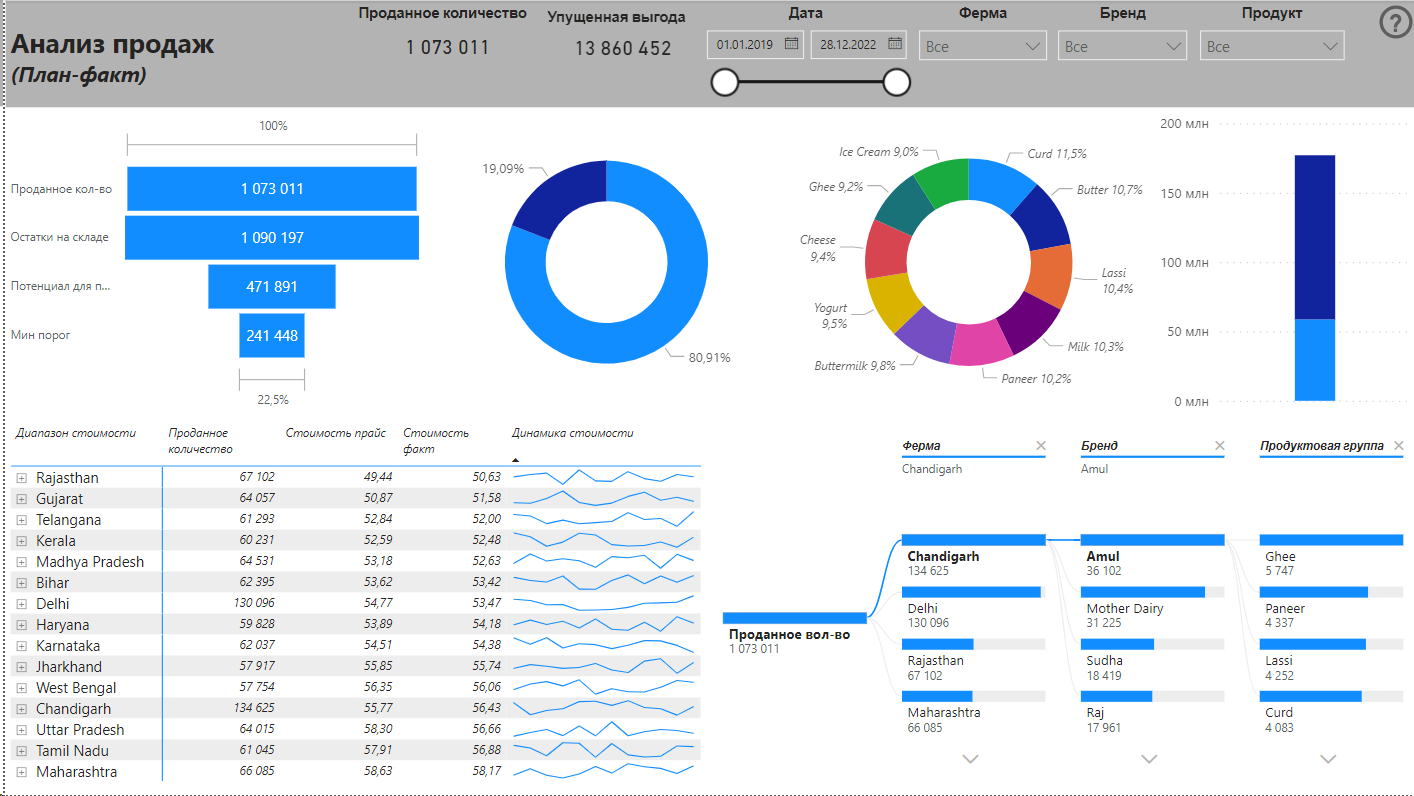 Анализ продаж
(План-факт)
Проданное количество
1 073 011
Упущенная выгода
13 860 452
Дата
01.01.2019
28.12.2022
Ферма
Все
Бренд
Все
Продукт
Все
?
100%
Проданное кол-во
1 073 011
Остатки на складе
1 090 197
Потенциал для п...
471 891
Мин порог
241 448
22,5%
19,09%
80,91%
Ice Cream 9,0%
Curd 11,5%
Ghee 9,2%
Butter 10,7%
Cheese
9,4%
Lassi
10,4%
Yogurt
9,5%
Milk 10,3%
Buttermilk 9,8%
Paneer 10,2%
200 млн
150 млн
100 млн
50 млн
0 млн
Диапазон стоимости
Проданное
количество
Стоимость прайс
Стоимость
факт
Динамика стоимости
Rajasthan 67 102 49,44 50,63
Gujarat 64 057 50,87 51,58
Telangana 61 293 52,84 52,00
Kerala 60 231 52,59 52,48
Madhya Pradesh 64 531 53,18 52,63
Bihar 62 395 53,62 53,42
Delhi 130 096 54,77 53,47
Haryana 59 828 53,89 54,18
Karnataka 62 037 54,51 54,38
Jharkhand 57 917 55,85 55,74
West Bengal 57 754 56,35 56,06
Chandigarh 134 625 55,77 56,43
Uttar Pradesh 64 015 58,30 56,66
Tamil Nadu 61 045 57,91 56,88
Maharashtra 66 085 58,63 58,17
Ферма
Chandigarh
Бренд
Amul
Продуктовая группа
Проданное вол-во
1 073 011
Chandigarh
134 625
Delhi
130 096
Rajasthan
67 102
Maharashtra
66 085
Amul
36 102
Mother Dairy
31 225
Sudha
18 419
Raj
17 961
Ghee
5 747
Paneer
4 337
Lassi
4 252
Curd
4 083